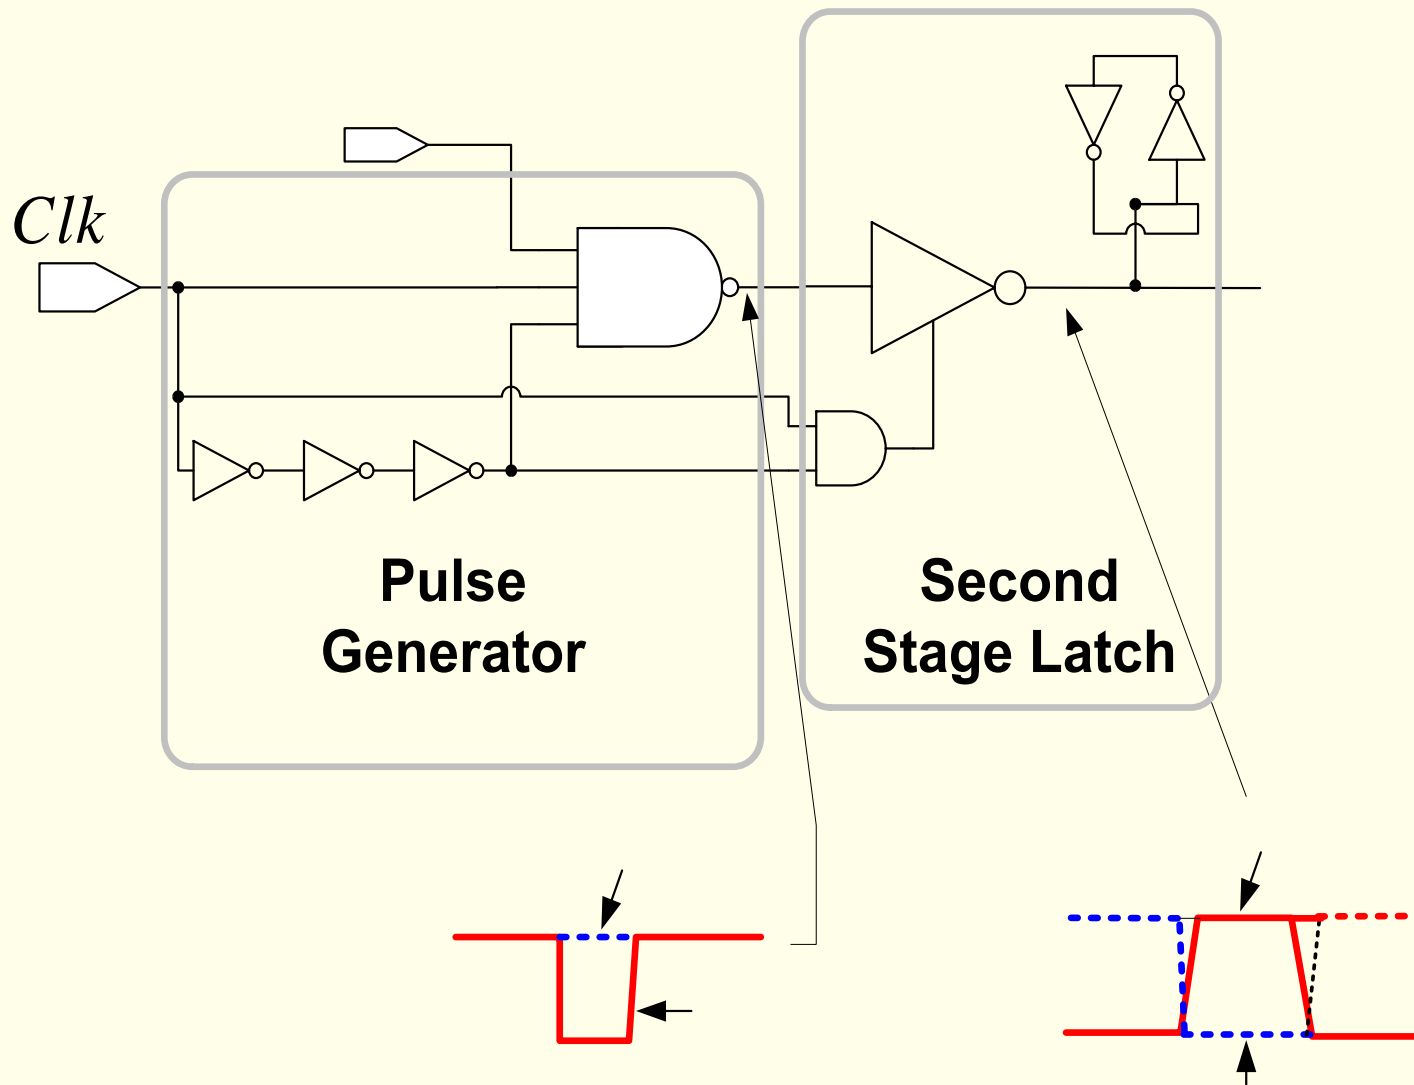 Clk
Pulse
Generator
Second
Stage Latch